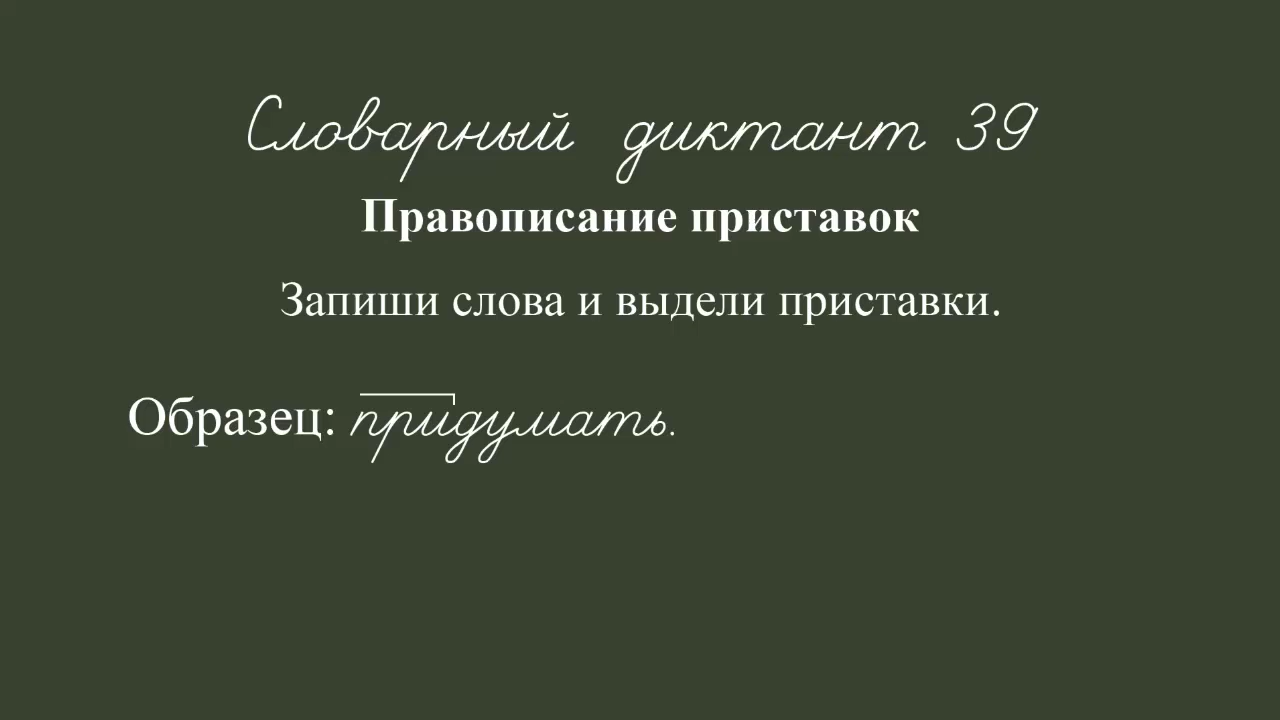 Словарный диктант 39
Правописание приставок
Запиши слова и выдели приставки.
Образец: придумать.